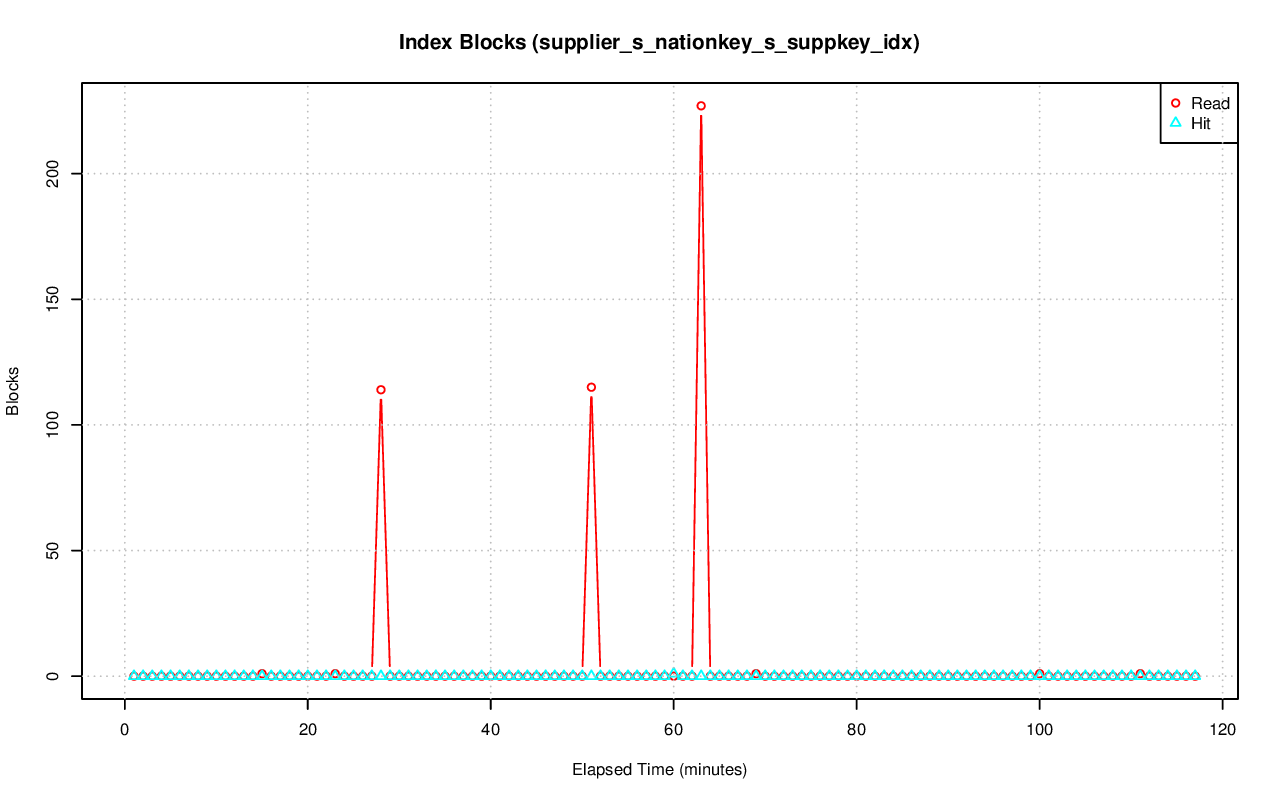 Index Blocks (supplier_s_nationkey_s_suppkey_idx)
Read
Hit
Blocks
200
150
100
50
0
0 20 40 60 80 100 120
Elapsed Time (minutes)